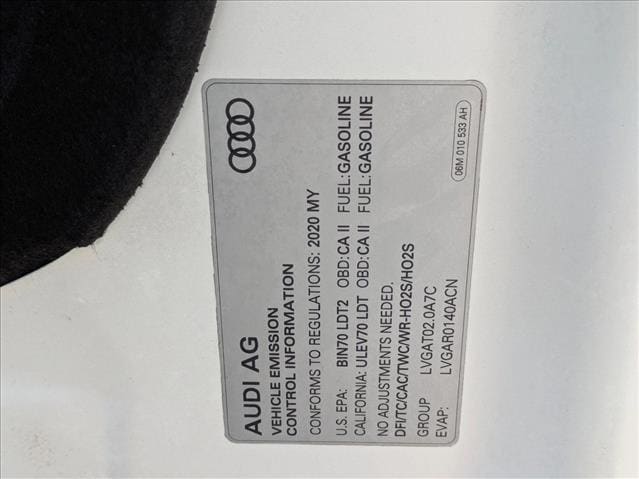 AUDI AG
VEHICLE EMISSION
CONTROL INFORMATION
CONFORMS TO REGULATIONS: 2020 MY
U.S. EPA: BIN70 LDT2 OBD: CA II FUEL: GASOLINE
CALIFORNIA: ULEV70 LDT OBD: CA II FUEL: GASOLINE
NO ADJUSTMENTS NEEDED.
DFI/TC/CAC/TWC/WR-HO2S/HO2S
GROUP LVGAT02.0A7C
EVAP: LVGAR0140ACN
06M 010 533 AH